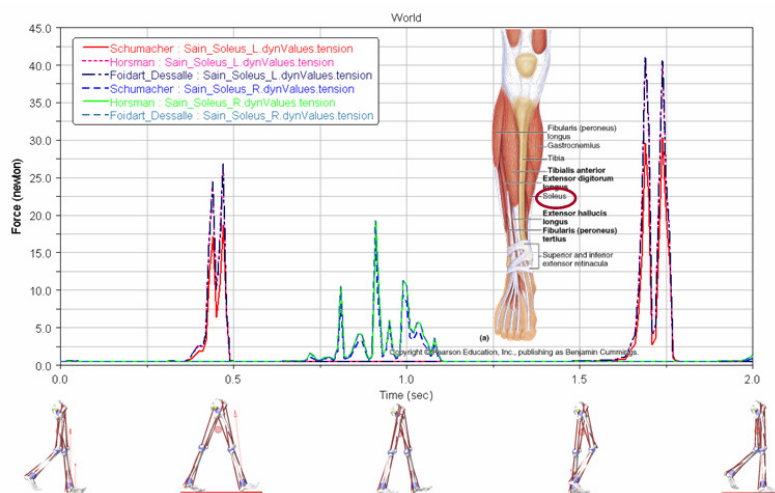 World
45.0
40.0
35.0
30.0
25.0
20.0
15.0
10.0
5.0
0.0
Force (newton)
Schumacher : Sain_Soleus_L.dynValues.tension
Horsman : Sain_Soleus_L.dynValues.tension
Foidart_Dessalle : Sain_Soleus_L.dynValues.tension
Schumacher : Sain_Soleus_R.dynValues.tension
Horsman : Sain_Soleus_R.dynValues.tension
Foidart_Dessalle : Sain_Soleus_R.dynValues.tension
Fibularis (peroneus)
longus
Gastrocnemius
Tibia
Tibialis anterior
Extensor digitorum
longus
Soleus
Extensor hallucis
longus
Fibularis (peroneus)
tertius
Superior and inferior
extensor retinacula
(a)
Copyright © Pearson Education, Inc., publishing as Benjamin Cummings.
0.0 0.5 1.0 1.5 2.0
Time (sec)